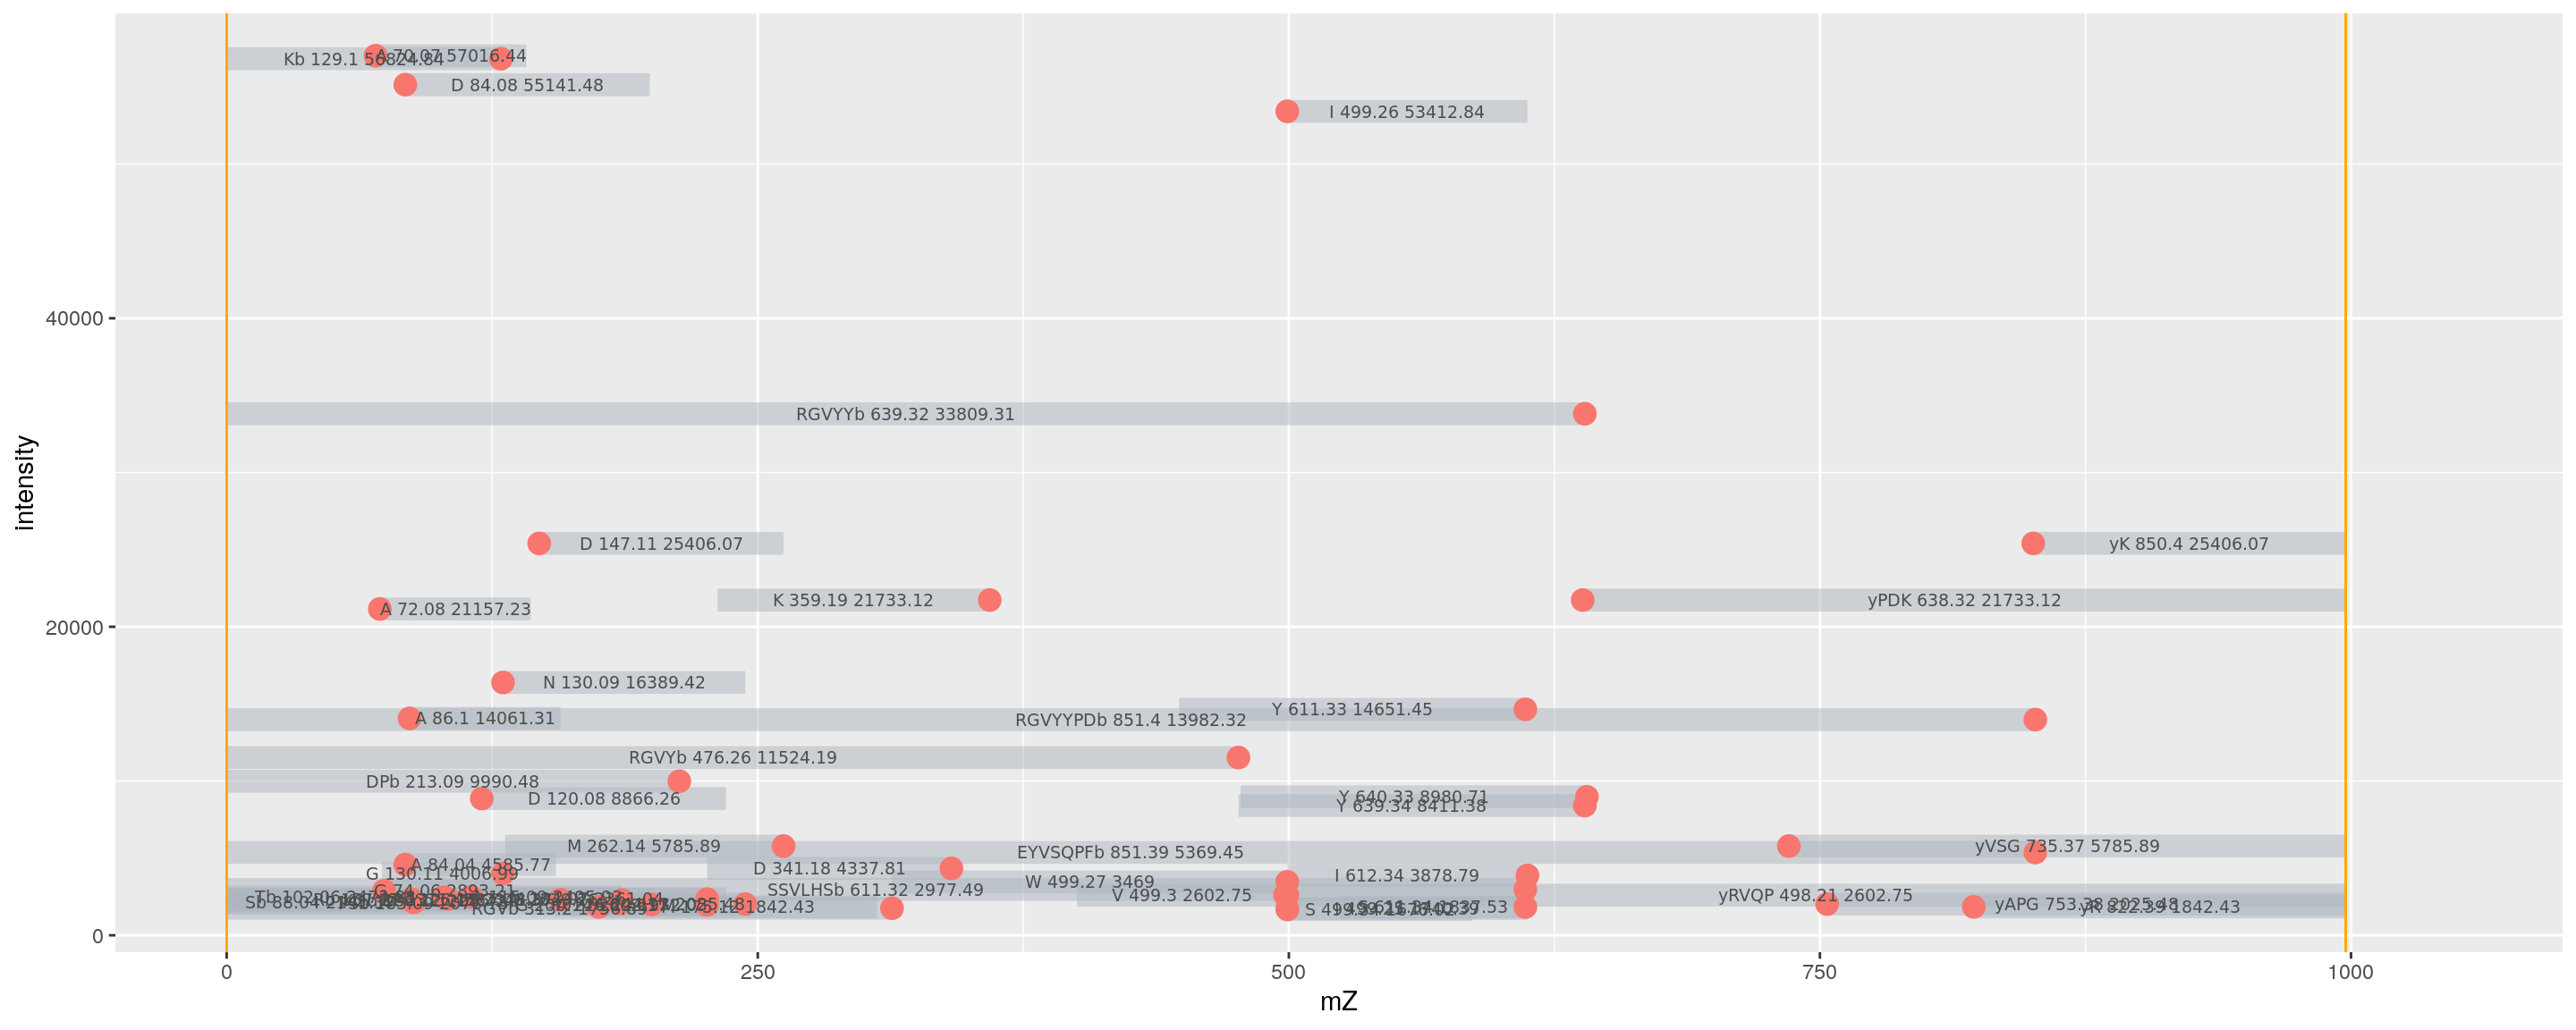 A 70.07 57016.44
Kb 129.1 56824.84
D 84.08 55141.48
I 499.26 53412.84
40000
RGVYYb 639.32 33809.31
intensity
D 147.11 25406.07
yK 850.4 25406.07
K 359.19 21733.12
yPDK 638.32 21733.12
A 72.08 21157.23
20000
N 130.09 16389.42
Y 611.33 14651.45
A 86.1 14061.31
RGVYYPDb 851.4 13982.32
RGVYb 476.26 11524.19
DPb 213.09 9990.48
D 120.08 8866.26
Y 640.33 8980.71
Y 639.34 8411.38
M 262.14 5785.89
yVSG 735.37 5785.89
EYVSQPFb 851.39 5369.45
A 84.04 4585.77
D 341.18 4337.81
G 130.11 4006.99
I 612.34 3878.79
W 499.27 3469
SSVLHSb 611.32 2977.49
G 74.06 2893.21
V 499.3 2602.75
yRVQP 498.21 2602.75
yAPG 753.38 2025.48
yR 822.39 1842.43
0
0
250
500
750
1000
mZ